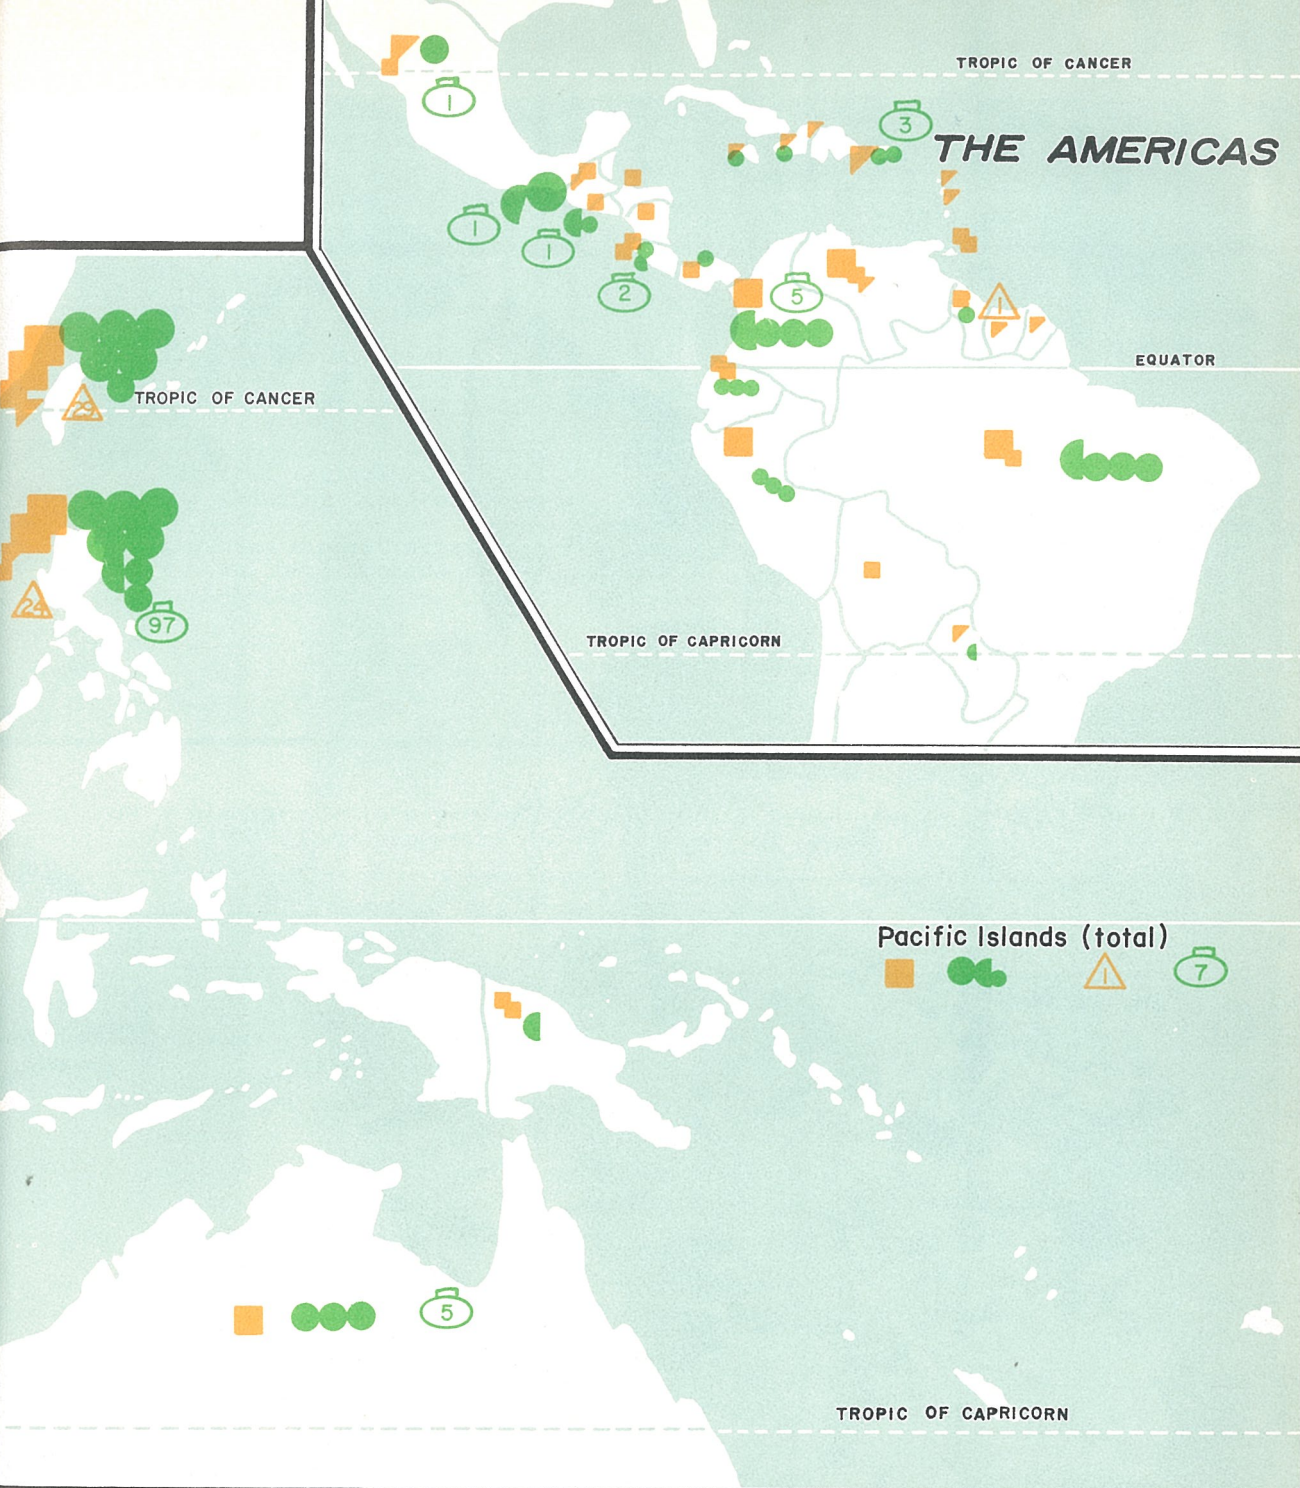 TROPIC OF CANCER
1
3
THE AMERICAS
1
1
2
5
1
EQUATOR
TROPIC OF CANCER
29
24
97
TROPIC OF CAPRICORN
Pacific Islands (total)
1
7
5
TROPIC OF CAPRICORN